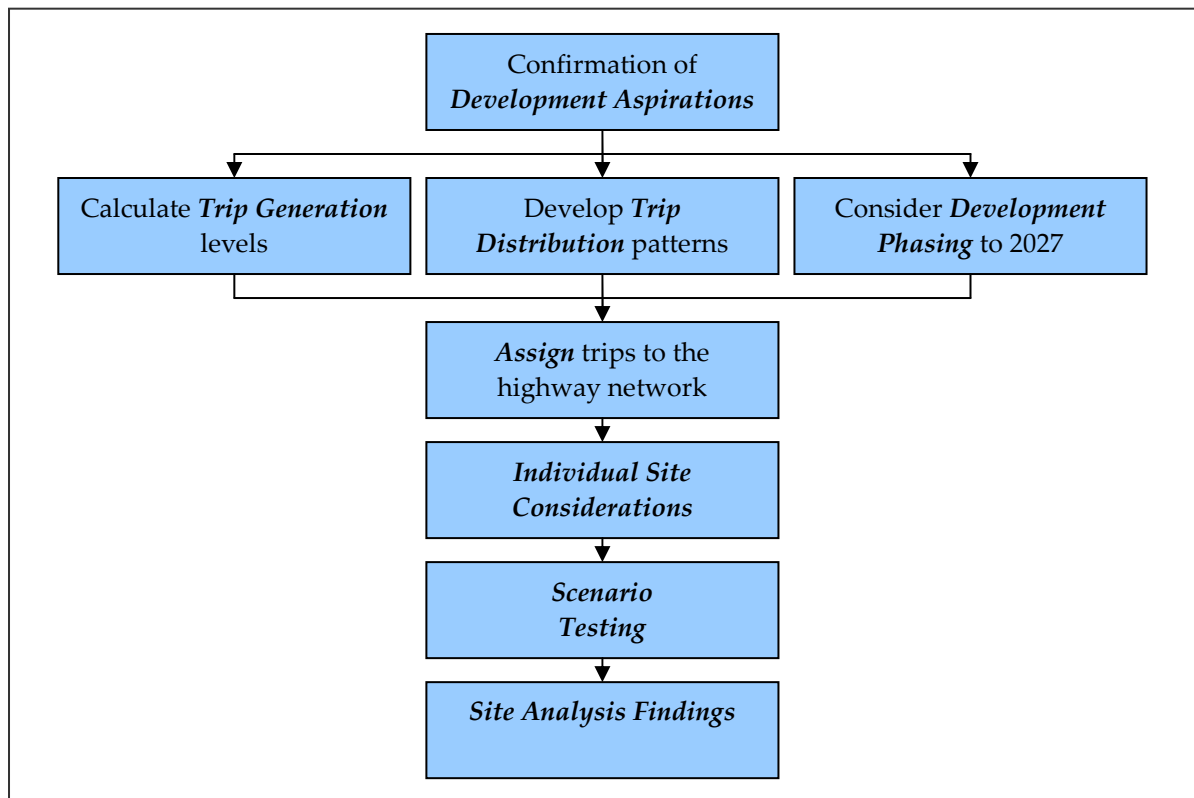 Confirmation of
Development Aspirations
Calculate Trip Generation
levels
Develop Trip
Distribution patterns
Consider Development
Phasing to 2027
Assign trips to the
highway network
Individual Site
Considerations
Scenario
Testing
Site Analysis Findings